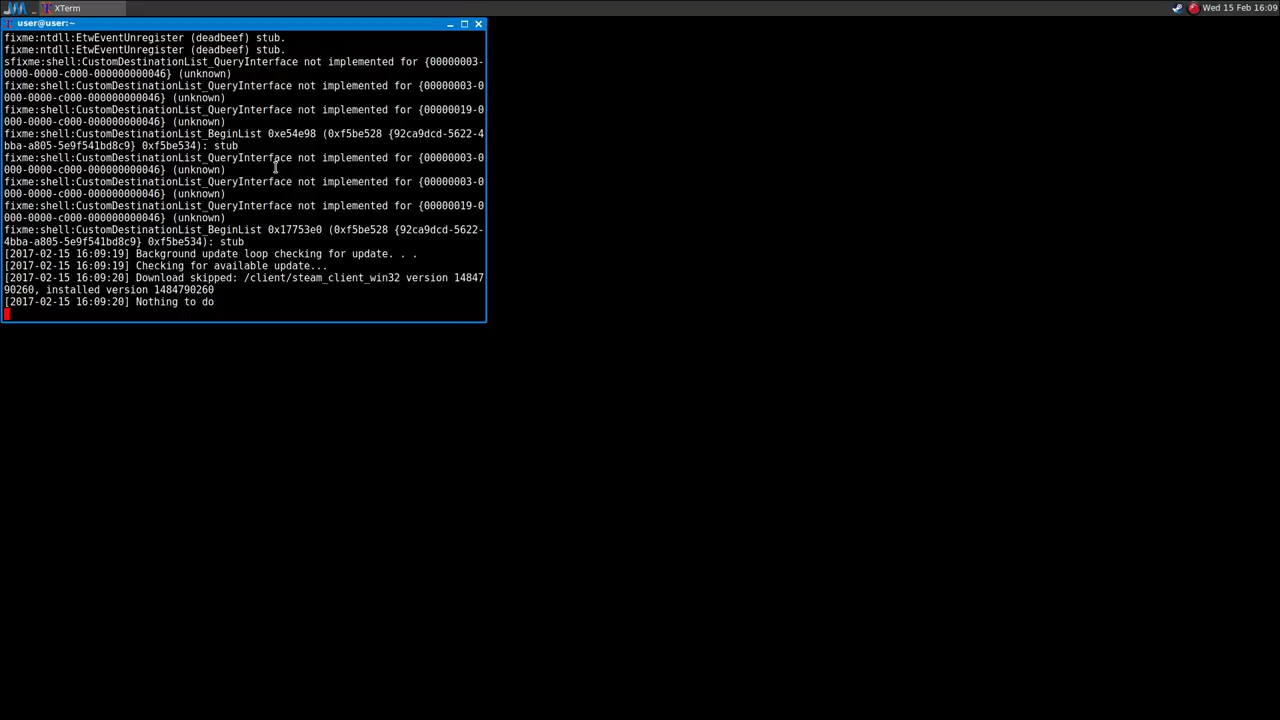 XTerm
Wed 15 Feb 16:09
user@user:~
fixme:ntdll:EtwEventUnregister (deadbeef) stub.
fixme:ntdll:EtwEventUnregister (deadbeef) stub.
sfixme:shell:CustomDestinationList_QueryInterface not implemented for {00000003-
0000-0000-c000-000000000046} (unknown)
fixme:shell:CustomDestinationList_QueryInterface not implemented for {00000003-0
000-0000-c000-000000000046} (unknown)
fixme:shell:CustomDestinationList_QueryInterface not implemented for {00000019-0
000-0000-c000-000000000046} (unknown)
fixme:shell:CustomDestinationList_BeginList 0xe54e98 (0xf5be528 {92ca9dcd-5622-4
bba-a805-5e9f541bd8c9} 0xf5be534): stub
fixme:shell:CustomDestinationList_QueryInterface not implemented for {00000003-0
000-0000-c000-000000000046} (unknown)
fixme:shell:CustomDestinationList_QueryInterface not implemented for {00000003-0
000-0000-c000-000000000046} (unknown)
fixme:shell:CustomDestinationList_QueryInterface not implemented for {00000019-0
000-0000-c000-000000000046} (unknown)
fixme:shell:CustomDestinationList_BeginList 0x17753e0 (0xf5be528 {92ca9dcd-5622-
4bba-a805-5e9f541bd8c9} 0xf5be534): stub
[2017-02-15 16:09:19] Background update loop checking for update. . .
[2017-02-15 16:09:19] Checking for available update...
[2017-02-15 16:09:20] Download skipped: /client/steam_client_win32 version 14847
90260, installed version 1484790260
[2017-02-15 16:09:20] Nothing to do